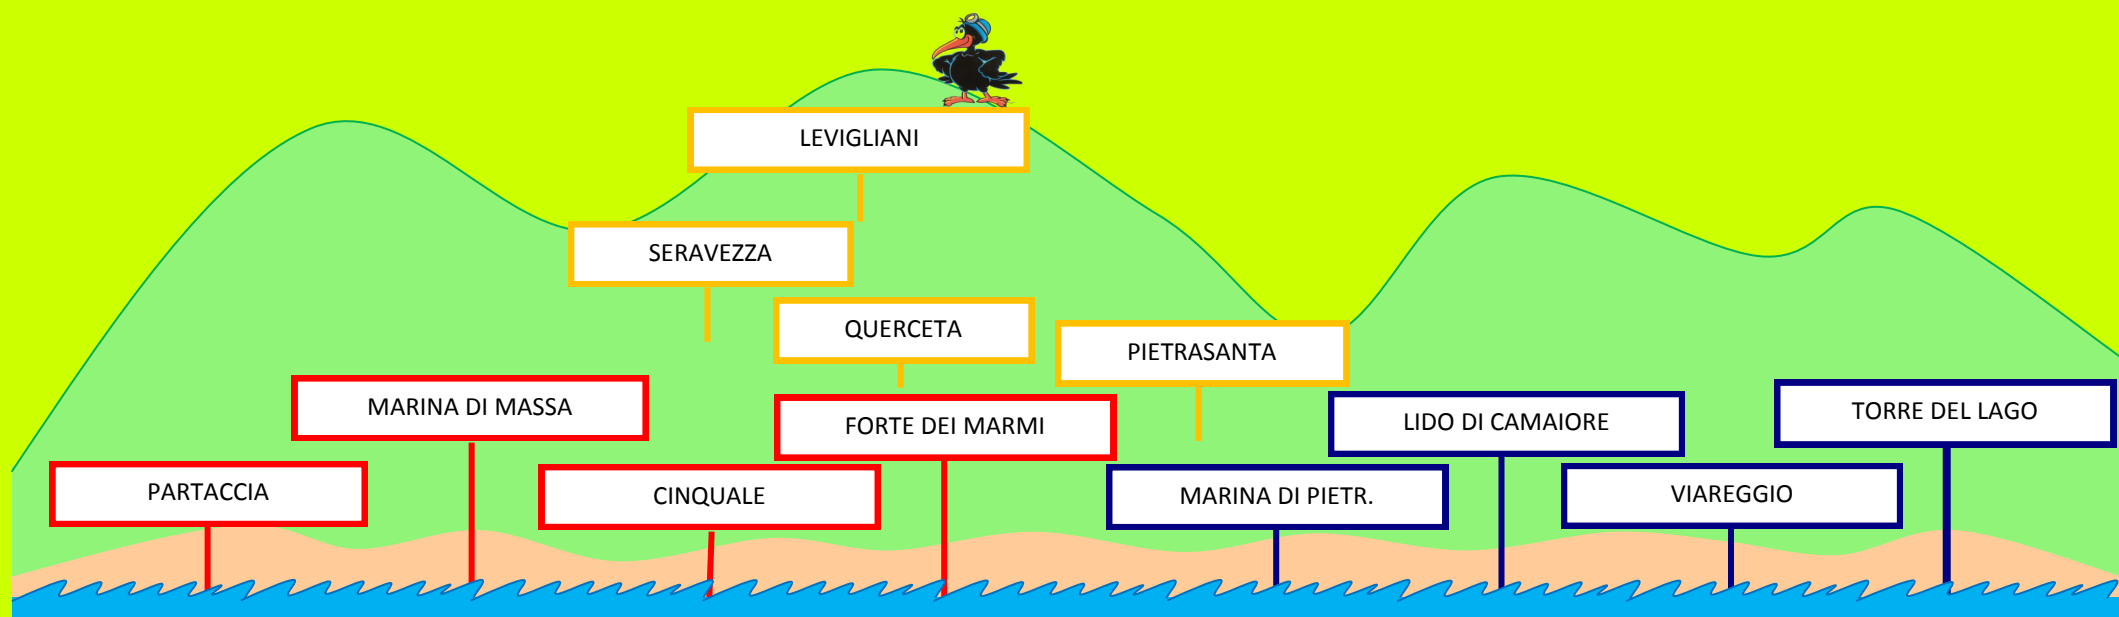 LEVIGLIANI
SERAVEZZA
QUERCETA
PIETRASANTA
MARINA DI MASSA
FORTE DEI MARMI
LIDO DI CAMAIORE
TORRE DEL LAGO
PARTACCIA
CINQUALE
MARINA DI PIETR.
VIAREGGIO